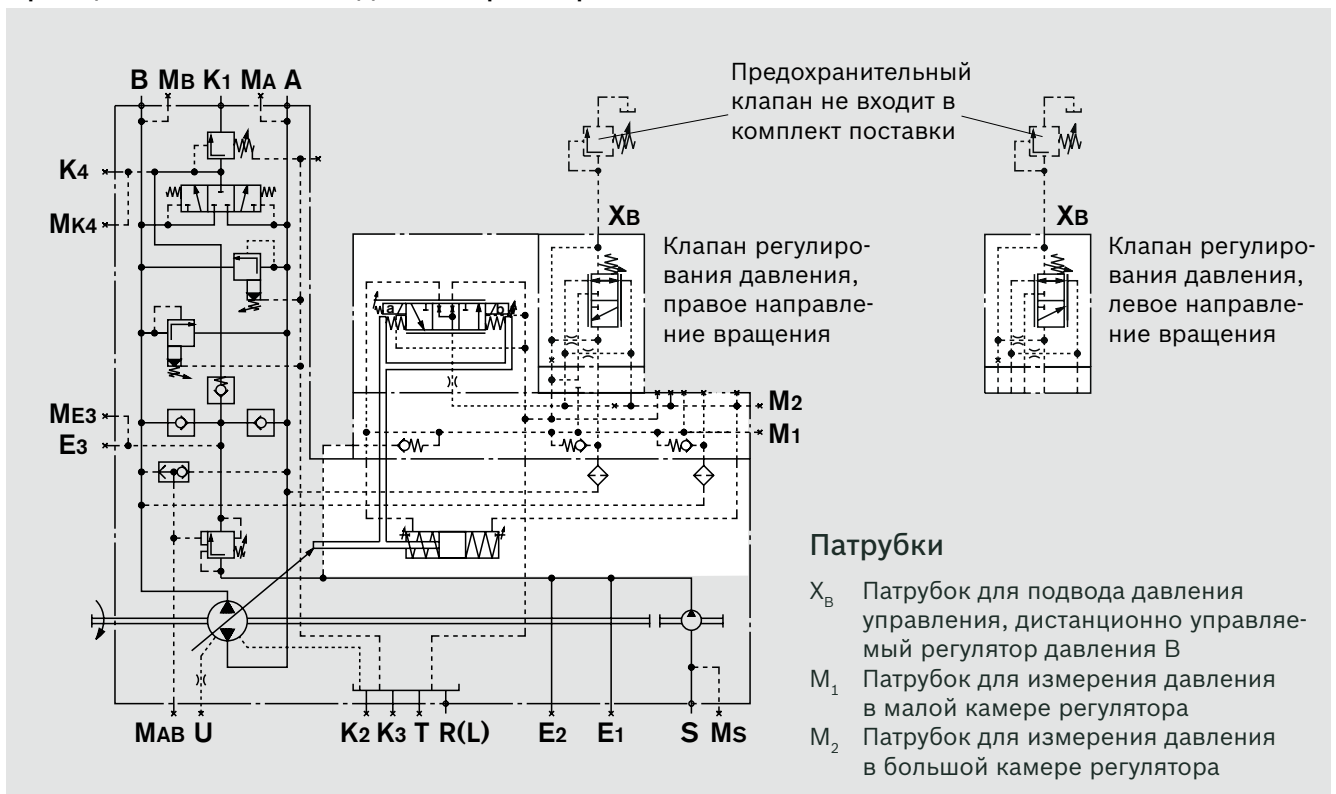 B MB K1 MA A
Предохранительный
клапан не входит в
комплект поставки
K4
MK4
XB
Клапан регулиро-
вания давления,
правое направле-
ние вращения
XB
Клапан регулиро-
вания давления,
левое направле-
ние вращения
a
b
ME3
E3
M2
M1
MAB U
K2 K3 T R(L)
E2 E1
S MS
Патрубки
XB Патрубок для подвода давления
управления, дистанционно управляе-
мый регулятор давления B
M1 Патрубок для измерения давления
в малой камере регулятора
M2 Патрубок для измерения давления
в большой камере регулятора